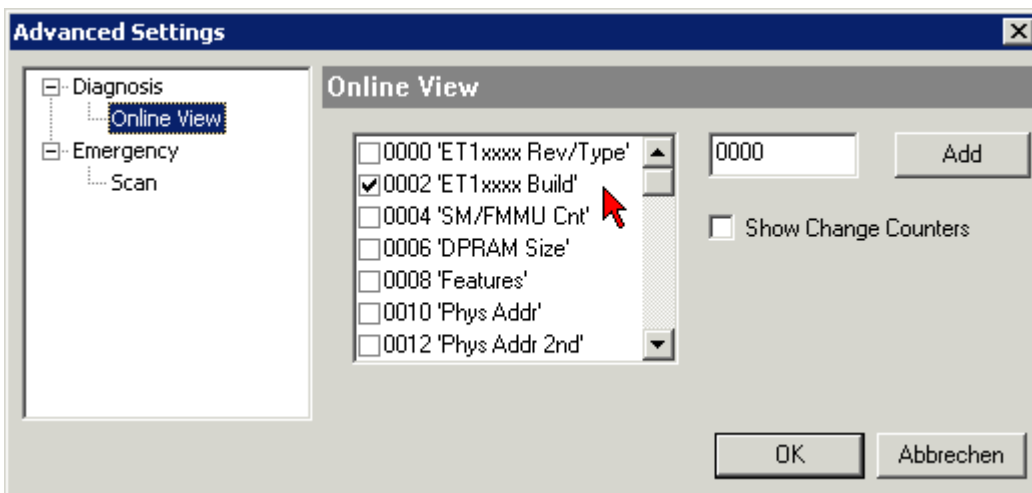 Advanced Settings
Diagnosis
Online View
Emergency
Scan
Online View
0000 'ET1xxxx Rev/Type'
0002 'ET1xxxx Build'
0004 'SM/FMMU Cnt'
0006 'DPRAM Size'
0008 'Features'
0010 'Phys Addr'
0012 'Phys Addr 2nd'
0000
Add
Show Change Counters
OK
Abbrechen